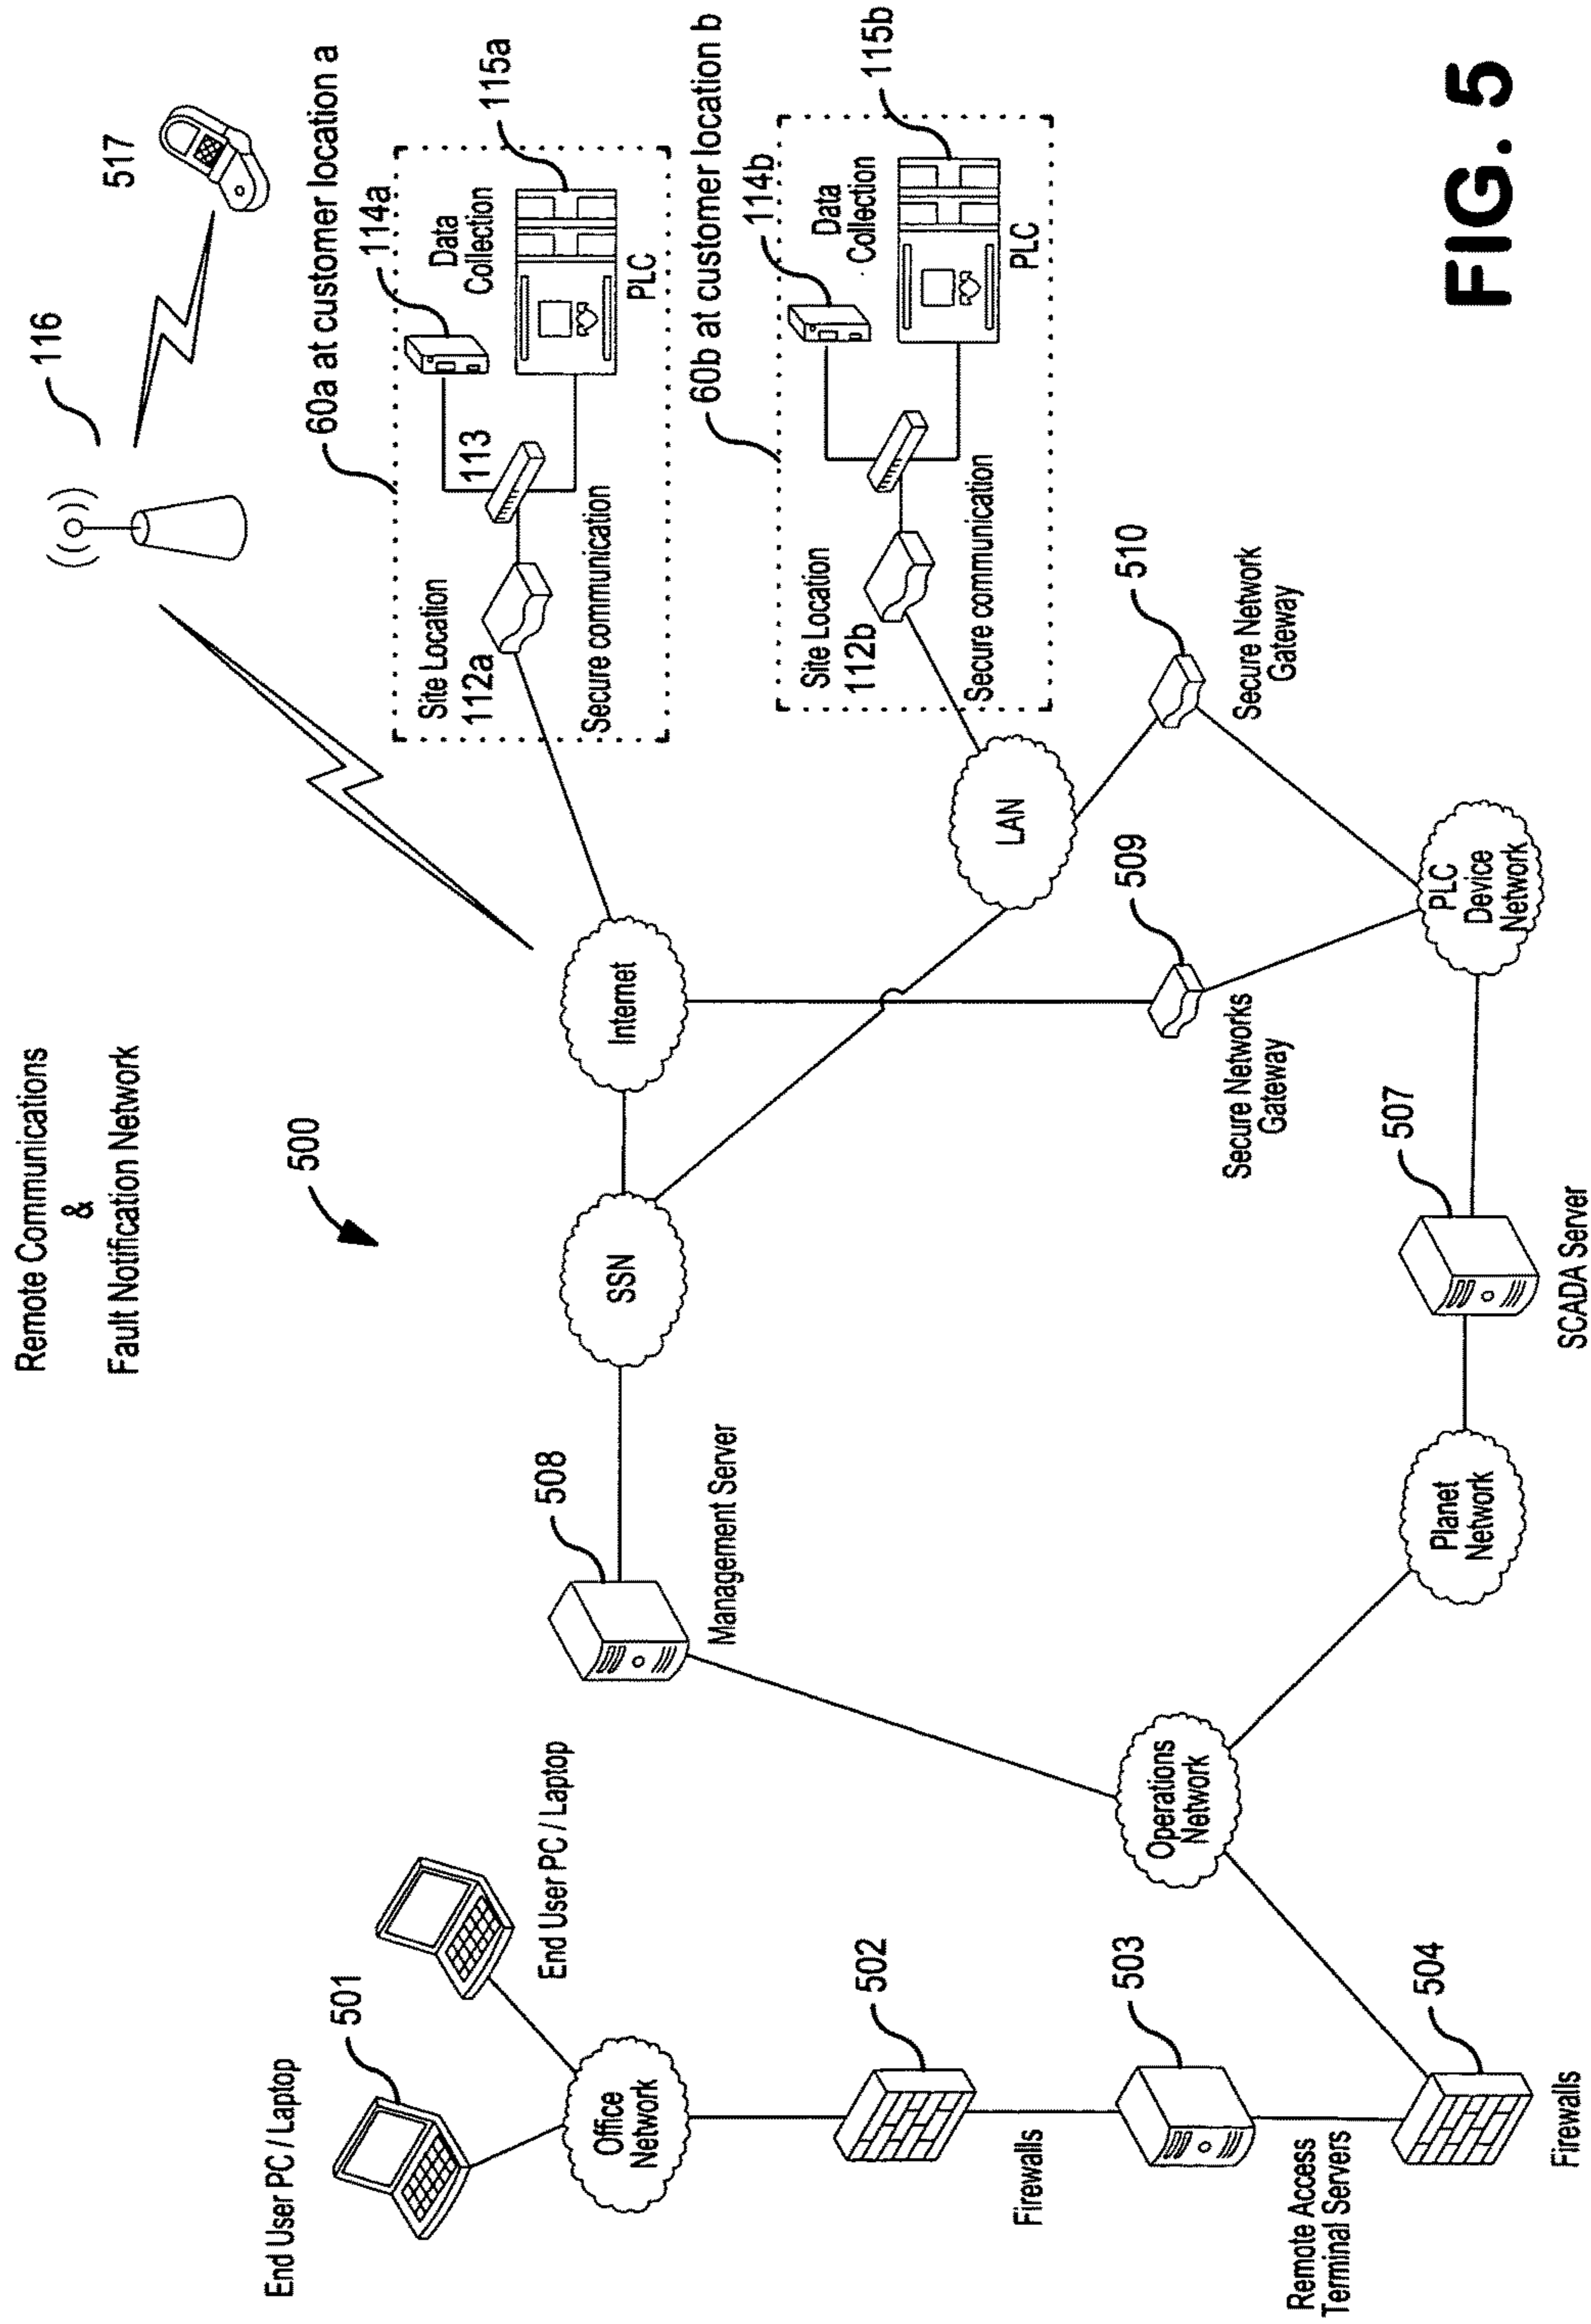 Remote Communications
&
Fault Notification Network
500
116
517
End User PC / Laptop
501
End User PC / Laptop
Office
Network
502
Firewalls
503
Remote Access
Terminal Servers
504
Firewalls
Operations
Network
508
Management Server
SSN
Internet
Planet
Network
507
SCADA Server
PLC
Device
Network
509
Secure Networks
Gateway
510
Secure Network
Gateway
LAN
60a at customer location a
Site Location
112a
Secure communication
113
114a
Data
Collection
115a
PLC
60b at customer location b
Site Location
112b
Secure communication
114b
Data
Collection
115b
PLC
FIG. 5